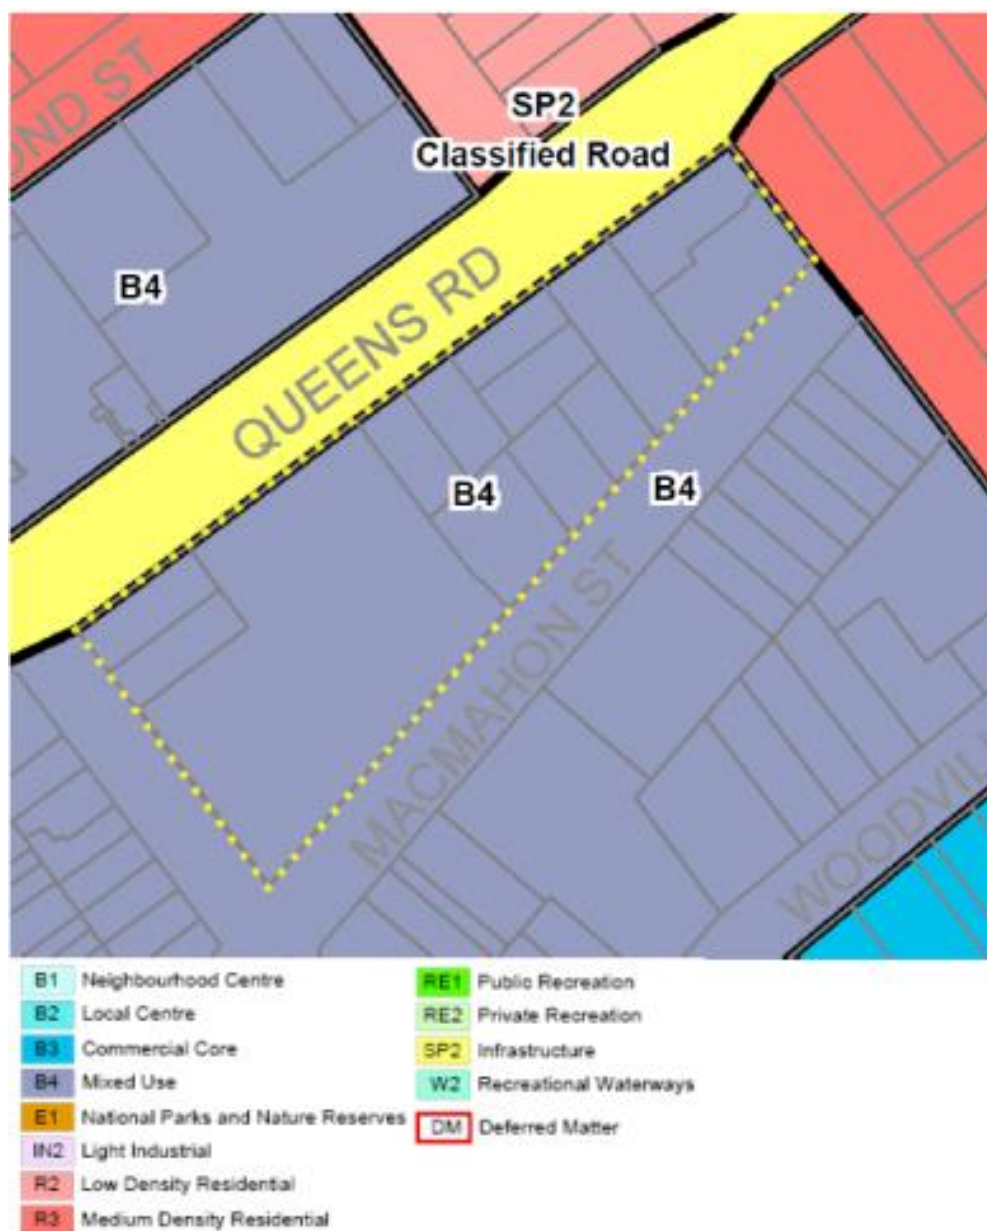 OND ST
SP2
Classified Road
B4
QUEENS RD
B4
B4
MACMAHON ST
WOODVIL
B1 Neighbourhood Centre
B2 Local Centre
B3 Commercial Core
B4 Mixed Use
E1 National Parks and Nature Reserves
IN2 Light Industrial
R2 Low Density Residential
R3 Medium Density Residential
RE1 Public Recreation
RE2 Private Recreation
SP2 Infrastructure
W2 Recreational Waterways
DM Deferred Matter